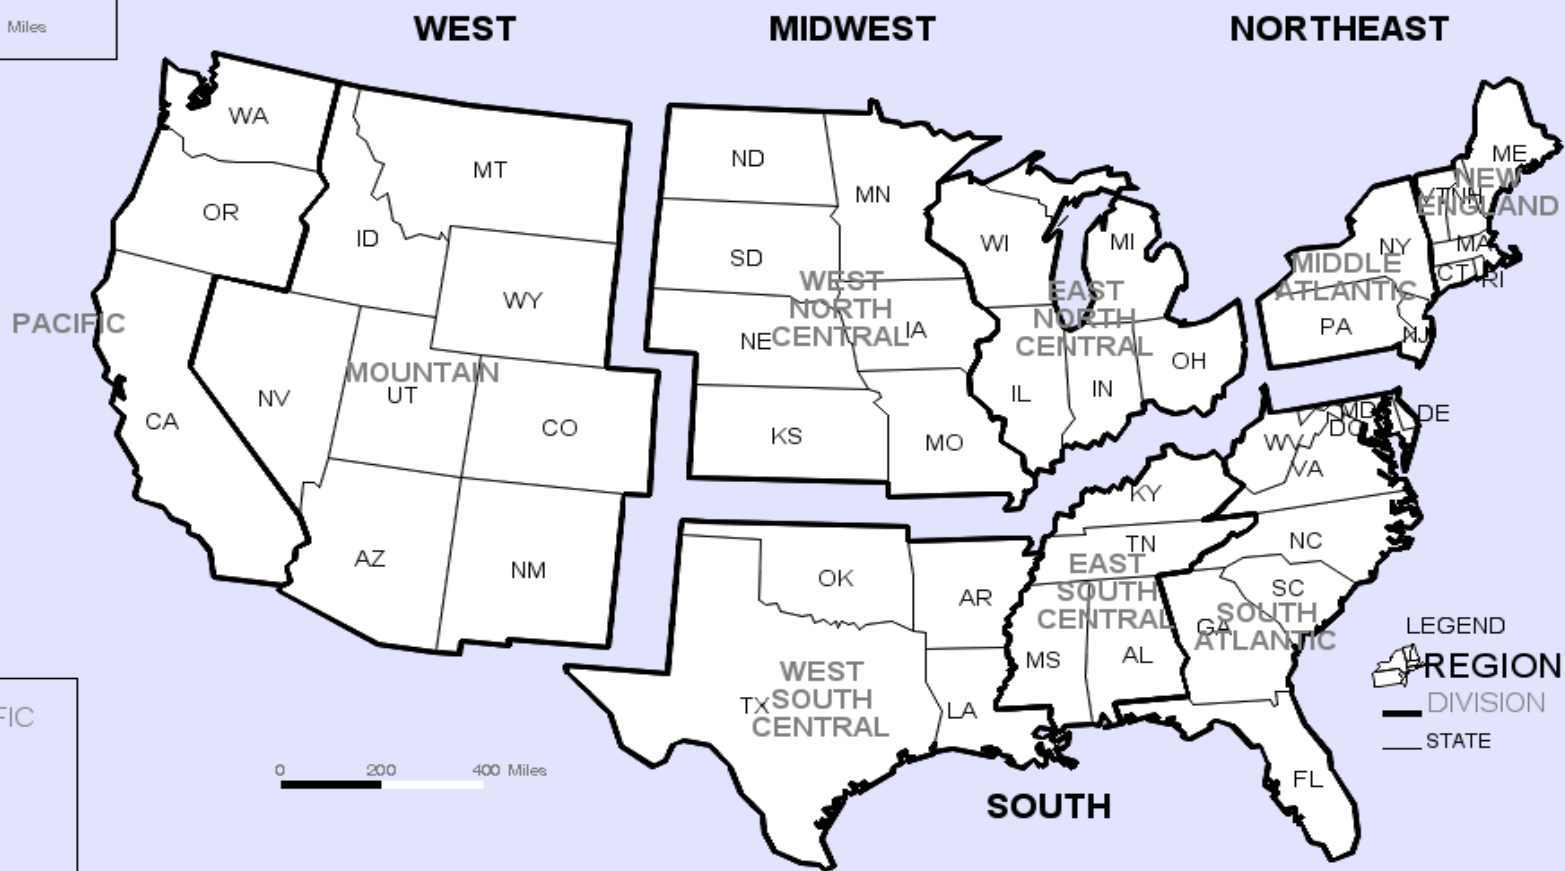 Miles
WEST
MIDWEST
NORTHEAST
WA
MT
ND
MN
ME
OR
ID
SD
WI
MI
VT
NH
NEW
ENGLAND
NY
MA
CT
RI
WY
WEST
NORTH
CENTRAL
EAST
NORTH
CENTRAL
MIDDLE
ATLANTIC
PACIFIC
NE
IA
PA
NJ
MOUNTAIN
NV
UT
CA
CO
KS
MO
IL
IN
OH
WV
MD
DC
DE
VA
KY
AZ
NM
OK
AR
TN
NC
EAST
SOUTH
CENTRAL
SC
SOUTH
ATLANTIC
GA
MS
AL
TX
WEST
SOUTH
CENTRAL
LA
FL
LEGEND
REGION
DIVISION
STATE
FIC
0 200 400 Miles
SOUTH